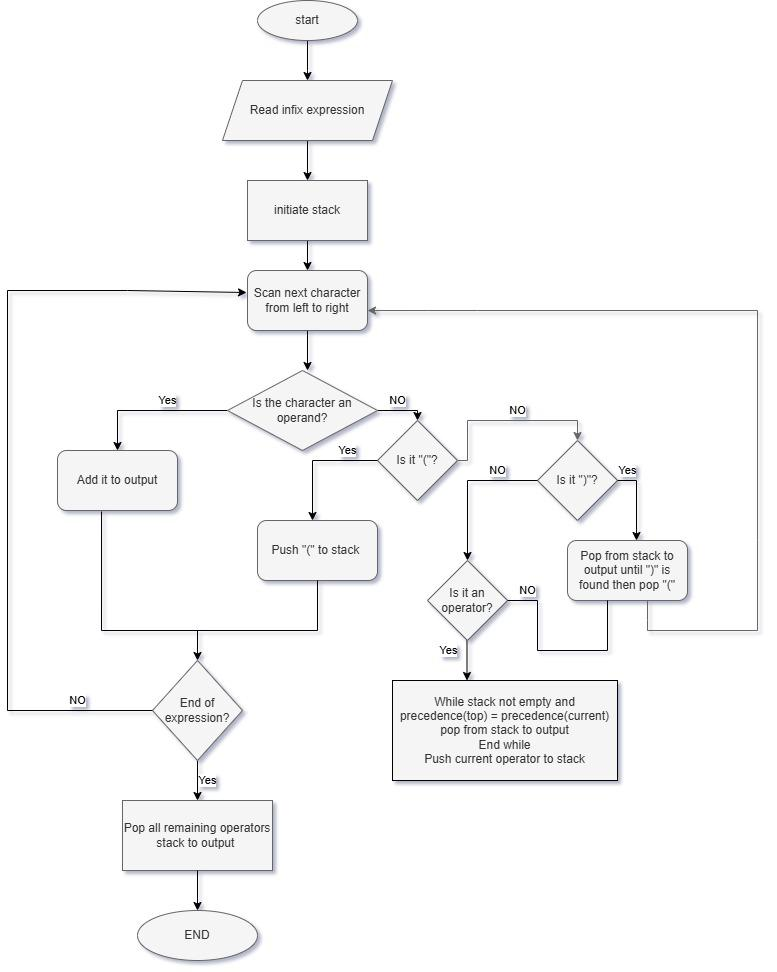 start
Read infix expression
initiate stack
Scan next character
from left to right
Is the character an
operand?
Yes
NO
NO
Is it "("?
Yes
Is it ")"?
NO
Yes
Add it to output
Push "(" to stack
Pop from stack to
output until ")" is
found then pop "("
Is it an
operator?
NO
Yes
End of
expression?
NO
Yes
While stack not empty and
precedence(top) = precedence(current)
pop from stack to output
End while
Push current operator to stack
Pop all remaining operators
stack to output
END